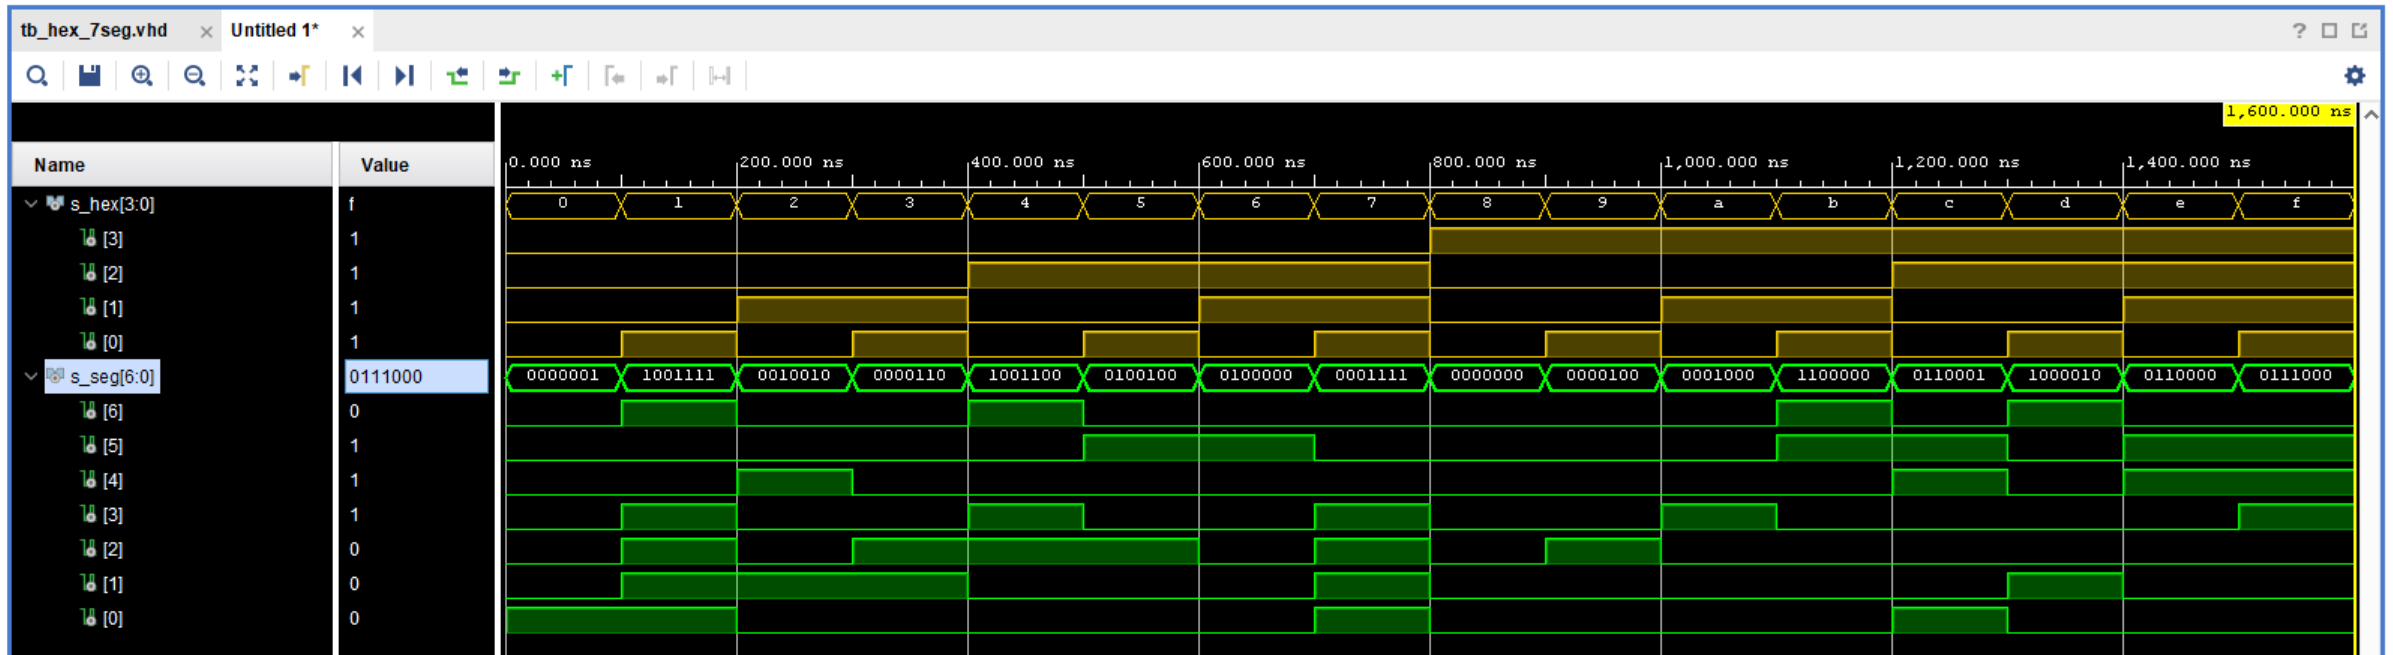 tb_hex_7seg.vhd × Untitled 1* ×
?
1,600.000 ns
Name Value 0.000 ns 200.000 ns 400.000 ns 600.000 ns 800.000 ns 1,000.000 ns 1,200.000 ns 1,400.000 ns
s_hex[3:0] f 0 1 2 3 4 5 6 7 8 9 a b c d e f
[3] 1
[2] 1
[1] 1
[0] 1
s_seg[6:0] 0111000 0000001 1001111 0010010 0000110 1001100 0100100 0100000 0001111 0000000 0000100 0001000 1100000 0110001 1000010 0110000 0111000
[6] 0
[5] 1
[4] 1
[3] 1
[2] 0
[1] 0
[0] 0